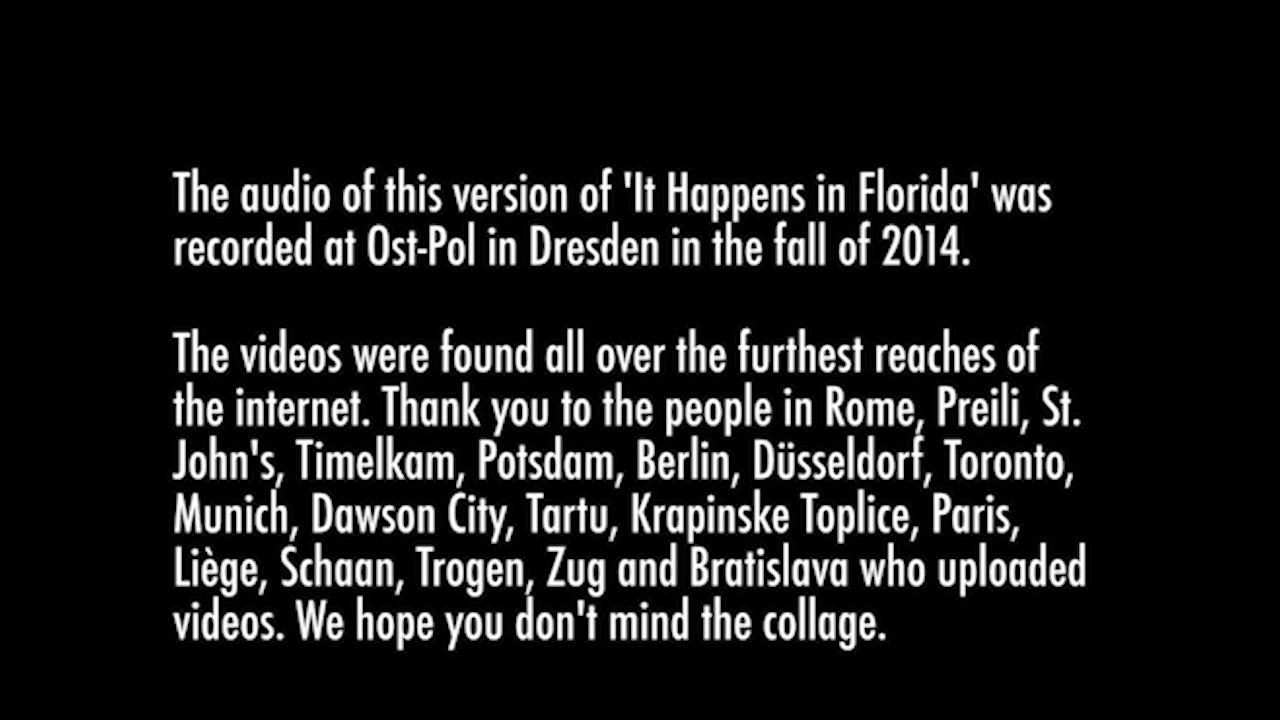 The audio of this version of 'It Happens in Florida' was
recorded at Ost-Pol in Dresden in the fall of 2014.
The videos were found all over the furthest reaches of
the internet. Thank you to the people in Rome, Preili, St.
John's, Timelkam, Potsdam, Berlin, Düsseldorf, Toronto,
Munich, Dawson City, Tartu, Krapinske Toplice, Paris,
Liège, Schaan, Trogen, Zug and Bratislava who uploaded
videos. We hope you don't mind the collage.